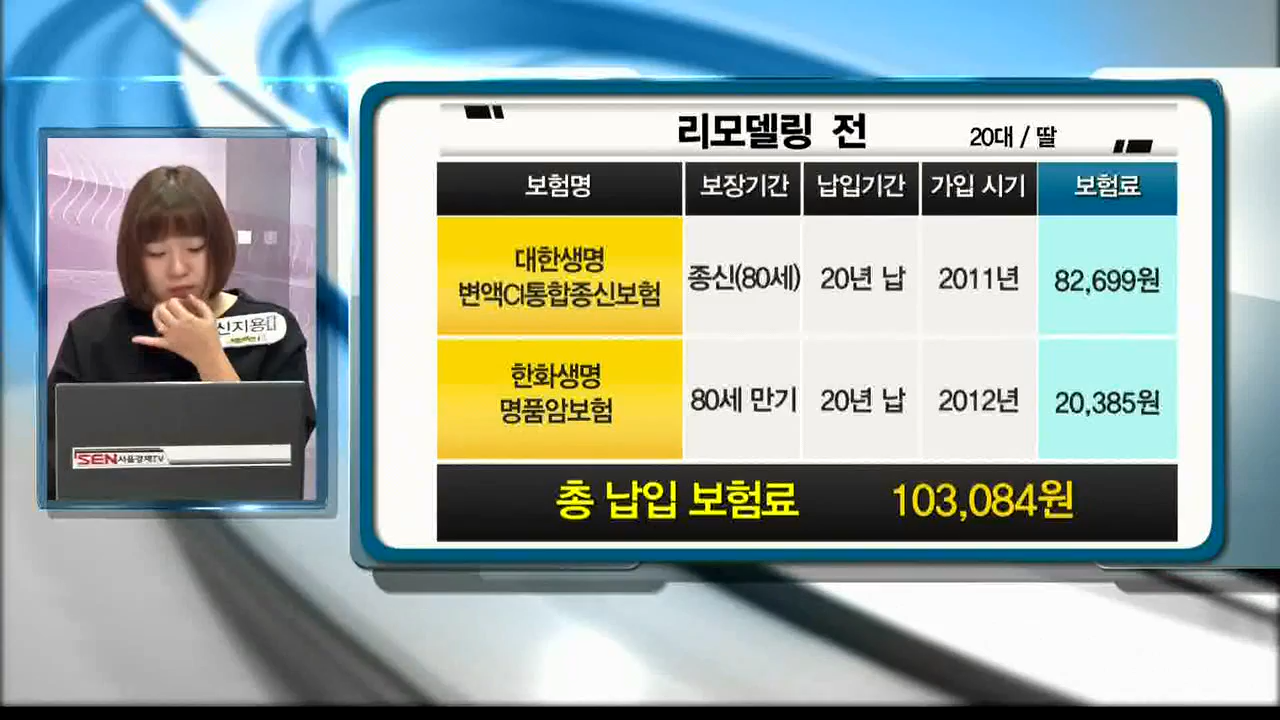 리모델링 전
20대 / 딸
보험명 보장기간 납입기간 가입 시기 보험료
대한생명
변액CI통합종신보험
종신(80세) 20년 납 2011년 82,699원
한화생명
명품암보험
80세 만기 20년 납 2012년 20,385원
총 납입 보험료 103,084원
신지용
SEN서울경제TV